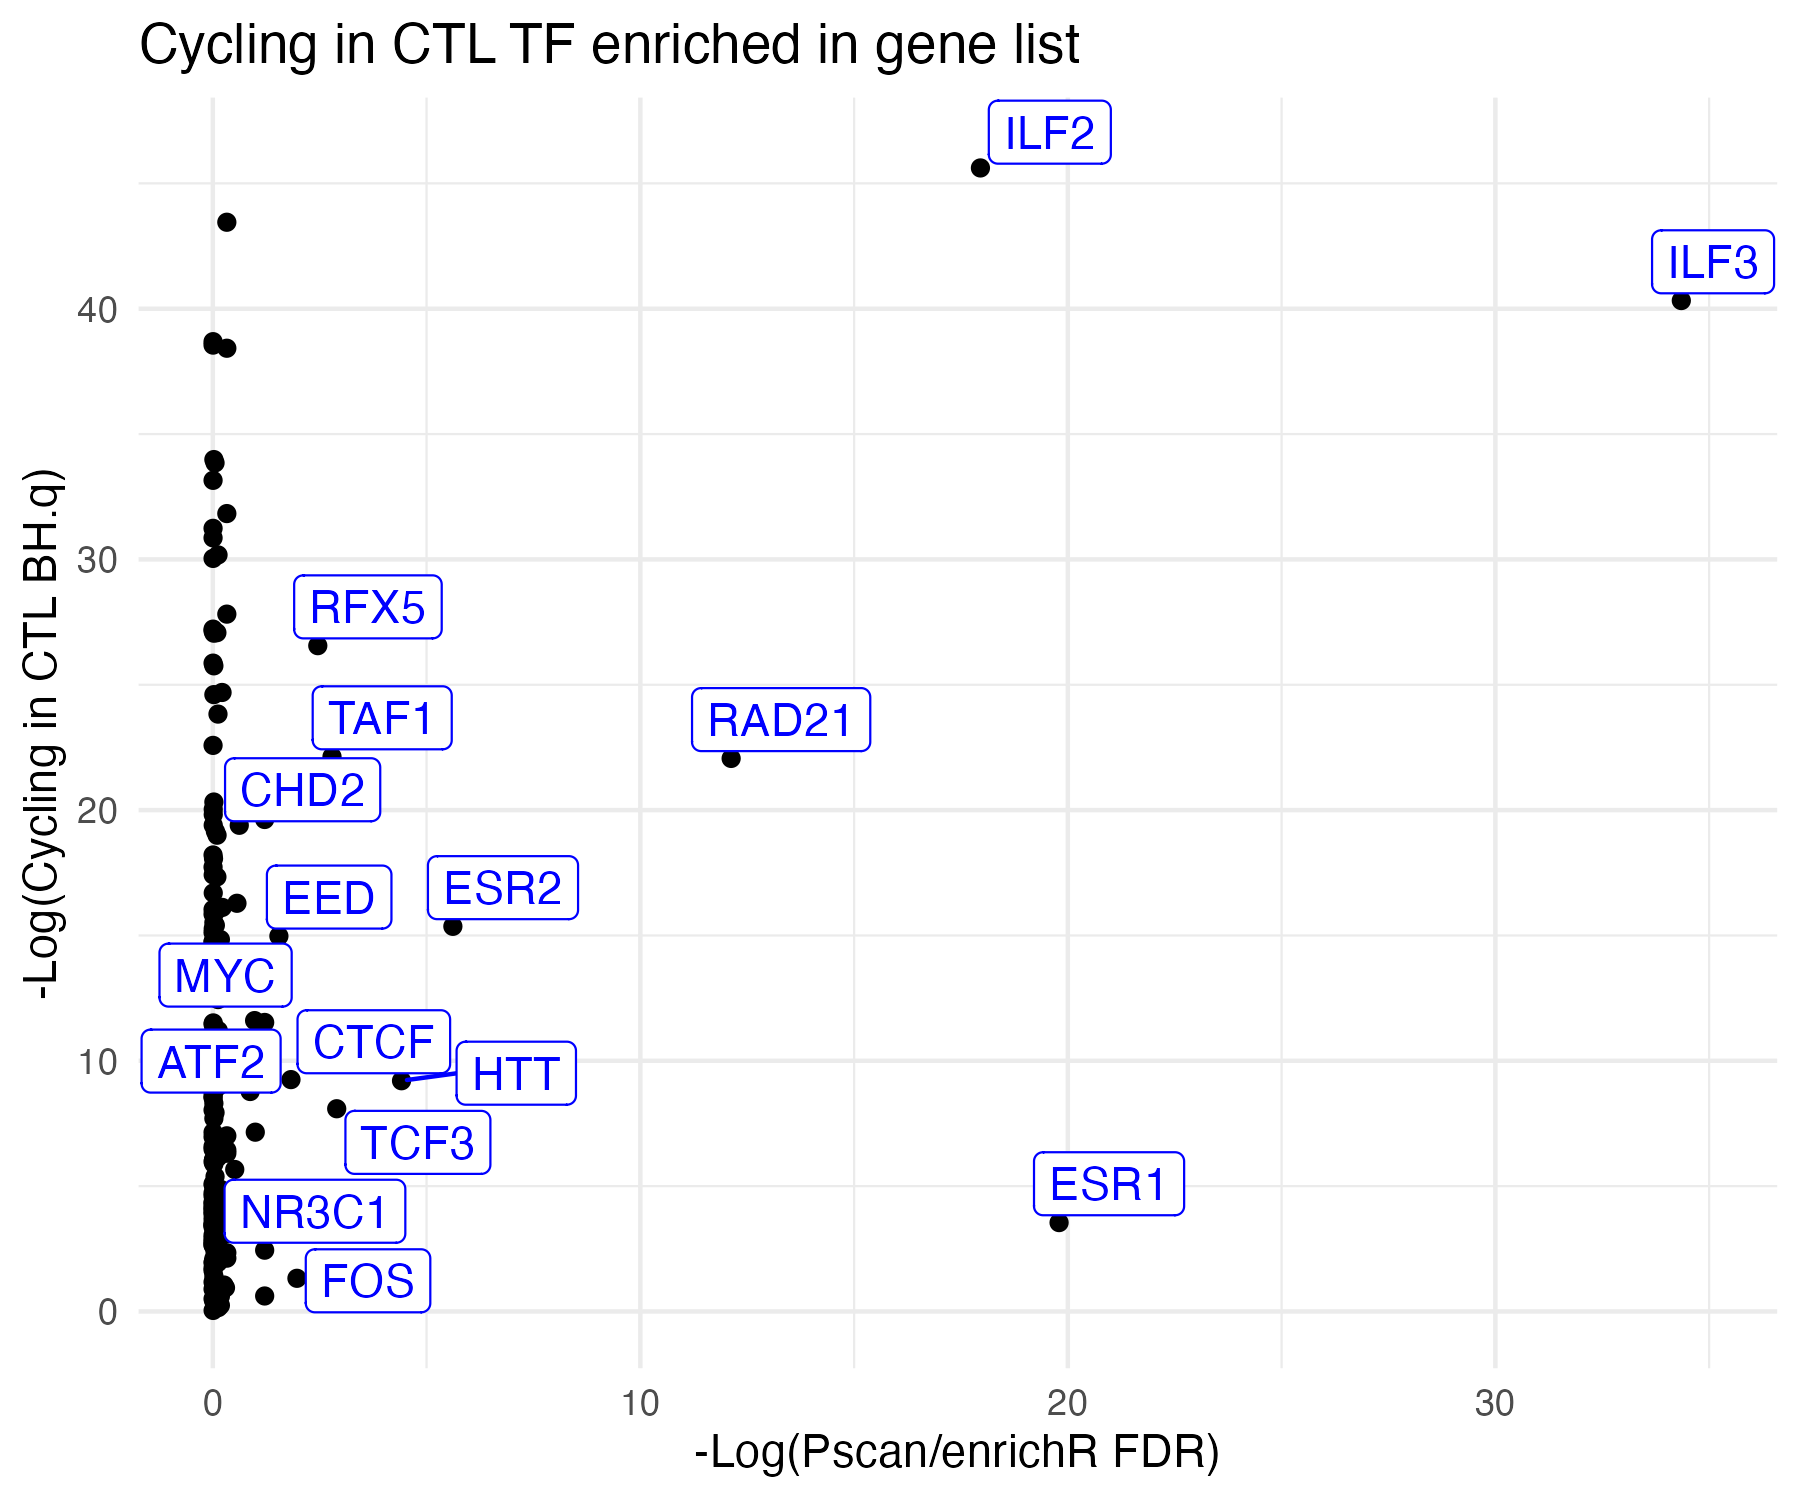 Cycling in CTL TF enriched in gene list
-Log(Cycling in CTL BH.q)
40
30
20
10
0
ILF2
ILF3
RFX5
TAF1
RAD21
CHD2
ESR2
EED
MYC
CTCF
ATF2
HTT
TCF3
ESR1
NR3C1
FOS
0
10
20
30
-Log(Pscan/enrichR FDR)